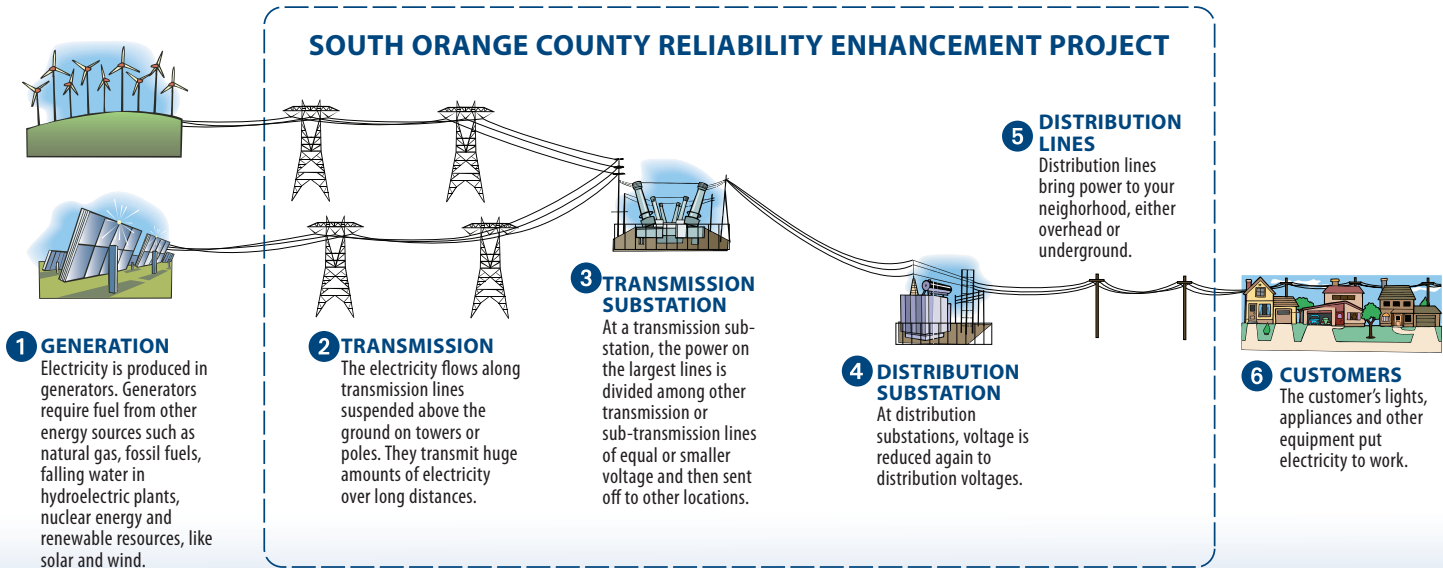 SOUTH ORANGE COUNTY RELIABILITY ENHANCEMENT PROJECT
1 GENERATION
Electricity is produced in
generators. Generators
require fuel from other
energy sources such as
natural gas, fossil fuels,
falling water in
hydroelectric plants,
nuclear energy and
renewable resources, like
solar and wind.
2 TRANSMISSION
The electricity flows along
transmission lines
suspended above the
ground on towers or
poles. They transmit huge
amounts of electricity
over long distances.
3 TRANSMISSION
SUBSTATION
At a transmission sub-
station, the power on
the largest lines is
divided among other
transmission or
sub-transmission lines
of equal or smaller
voltage and then sent
off to other locations.
4 DISTRIBUTION
SUBSTATION
At distribution
substations, voltage is
reduced again to
distribution voltages.
5 DISTRIBUTION
LINES
Distribution lines
bring power to your
neighorhood, either
overhead or
underground.
6 CUSTOMERS
The customer's lights,
appliances and other
equipment put
electricity to work.